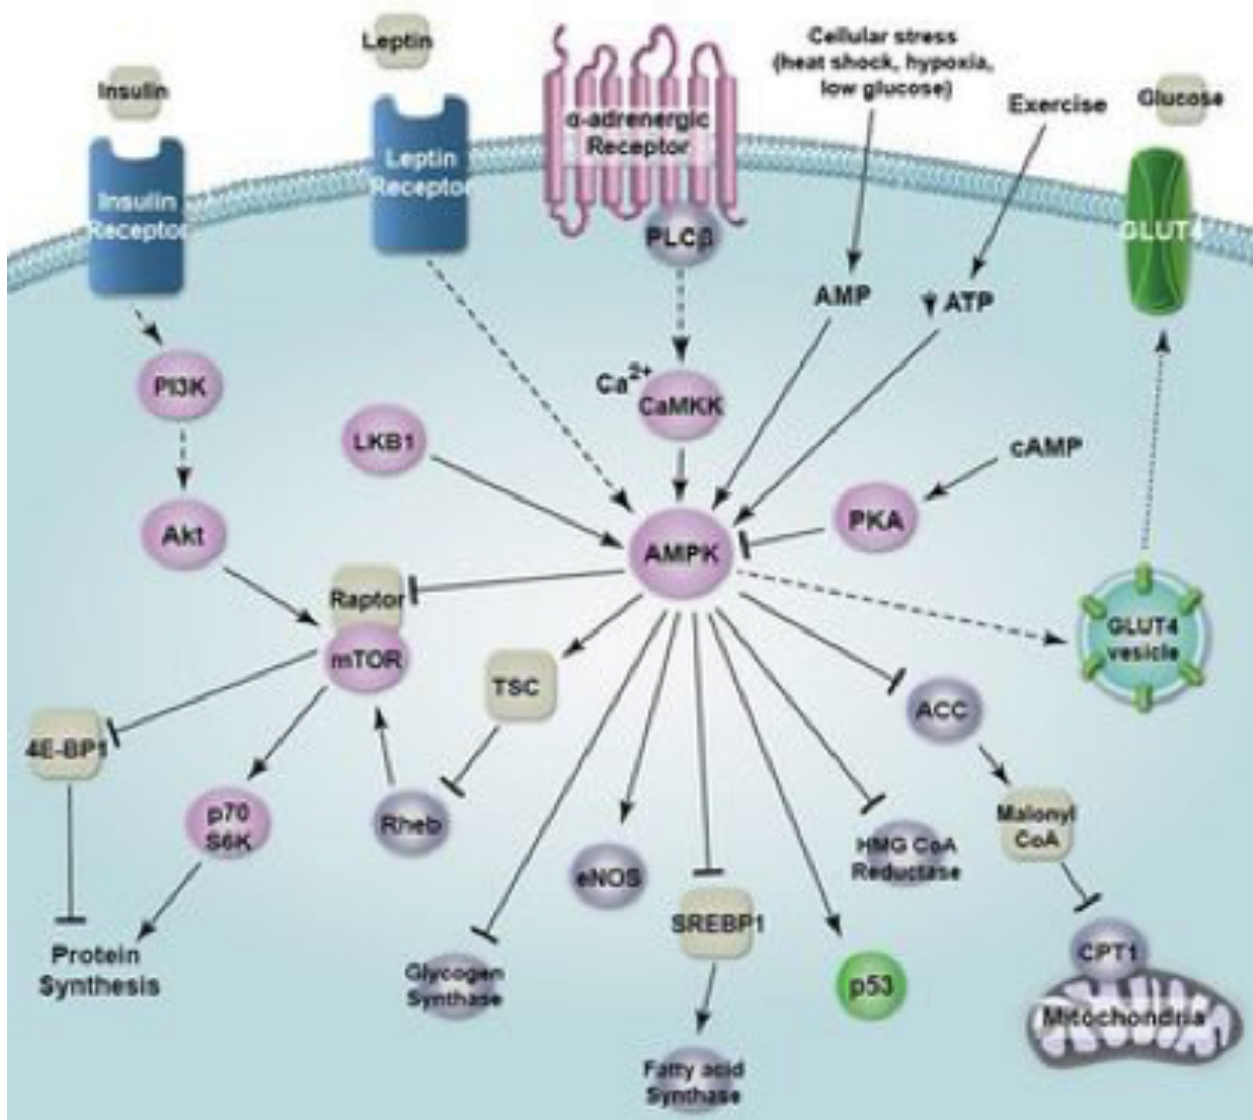 Leptin
Cellular stress
(heat shock, hypoxia,
low glucose)
Exercise
Glucose
Insulin
α-adrenergic
Receptor
Leptin
Receptor
Insulin
Receptor
GLUT4
PLCβ
AMP
ATP
PI3K
Ca2+
CaMKK
LKB1
cAMP
PKA
Akt
AMPK
Raptor
mTOR
GLUT4
vesicle
TSC
ACC
4E-BP1
p70
S6K
Rheb
Malonyl
CoA
HMG CoA
Reductase
eNOS
SREBP1
Protein
Synthesis
Glycogen
Synthase
p53
CPT1
Mitochondria
Fatty acid
Synthase